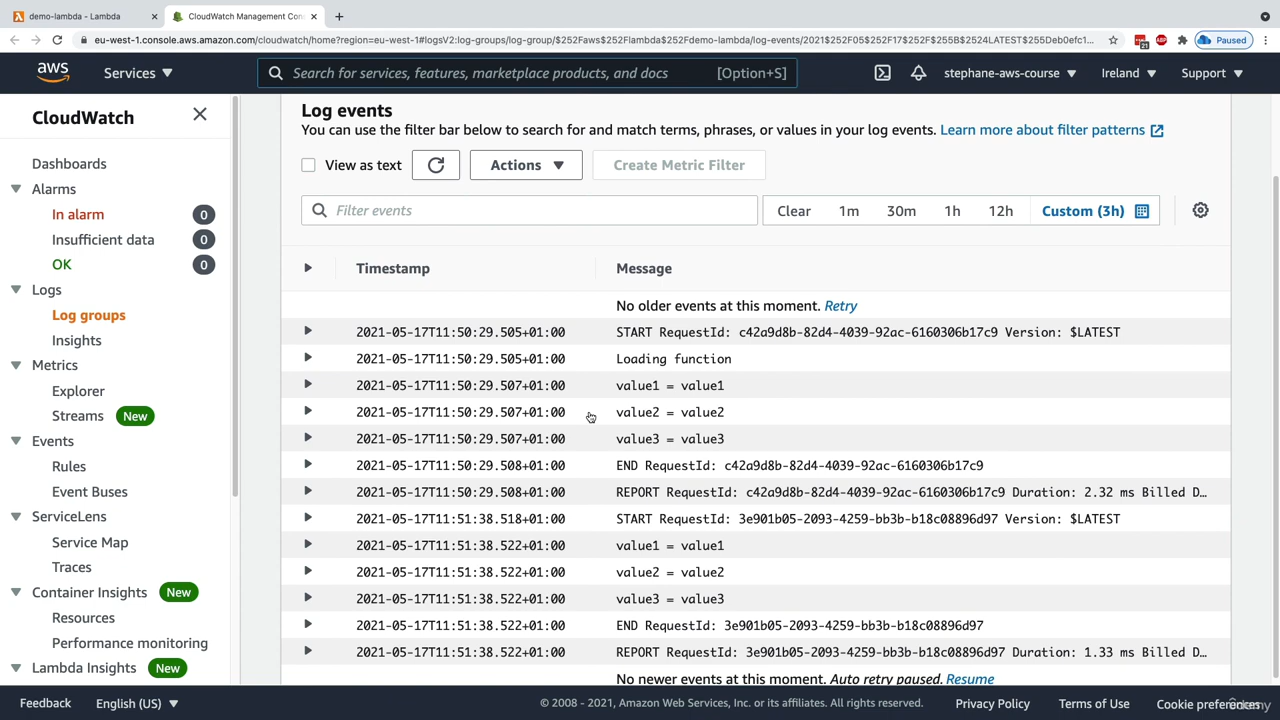 demo-lambda - Lambda
CloudWatch Management Con
eu-west-1.console.aws.amazon.com/cloudwatch/home?region=eu-west-1#logsV2:log-groups/log-group/$252Faws$252Flambda$252Fdemo-lambda/log-events/2021$252F05$252F17$252F$255B$2524LATEST$255Deb0efc1...
21
ABP
Paused
aws
Services
Search for services, features, marketplace products, and docs [Option+S]
stephane-aws-course
Ireland
Support
CloudWatch
Dashboards
Alarms
In alarm 0
Insufficient data 0
OK 0
Logs
Log groups
Insights
Metrics
Explorer
Streams New
Events
Rules
Event Buses
ServiceLens
Service Map
Traces
Container Insights New
Resources
Performance monitoring
Lambda Insights New
Log events
You can use the filter bar below to search for and match terms, phrases, or values in your log events. Learn more about filter patterns
View as text
Actions
Create Metric Filter
Filter events
Clear 1m 30m 1h 12h Custom (3h)
Timestamp Message
No older events at this moment. Retry
2021-05-17T11:50:29.505+01:00 START RequestId: c42a9d8b-82d4-4039-92ac-6160306b17c9 Version: $LATEST
2021-05-17T11:50:29.505+01:00 Loading function
2021-05-17T11:50:29.507+01:00 value1 = value1
2021-05-17T11:50:29.507+01:00 value2 = value2
2021-05-17T11:50:29.507+01:00 value3 = value3
2021-05-17T11:50:29.508+01:00 END RequestId: c42a9d8b-82d4-4039-92ac-6160306b17c9
2021-05-17T11:50:29.508+01:00 REPORT RequestId: c42a9d8b-82d4-4039-92ac-6160306b17c9 Duration: 2.32 ms Billed D...
2021-05-17T11:51:38.518+01:00 START RequestId: 3e901b05-2093-4259-bb3b-b18c08896d97 Version: $LATEST
2021-05-17T11:51:38.522+01:00 value1 = value1
2021-05-17T11:51:38.522+01:00 value2 = value2
2021-05-17T11:51:38.522+01:00 value3 = value3
2021-05-17T11:51:38.522+01:00 END RequestId: 3e901b05-2093-4259-bb3b-b18c08896d97
2021-05-17T11:51:38.522+01:00 REPORT RequestId: 3e901b05-2093-4259-bb3b-b18c08896d97 Duration: 1.33 ms Billed D...
No newer events at this moment. Auto retry paused. Resume
Feedback
English (US)
© 2008 - 2021, Amazon Web Services, Inc. or its affiliates. All rights reserved.
Privacy Policy
Terms of Use
Cookie preferences